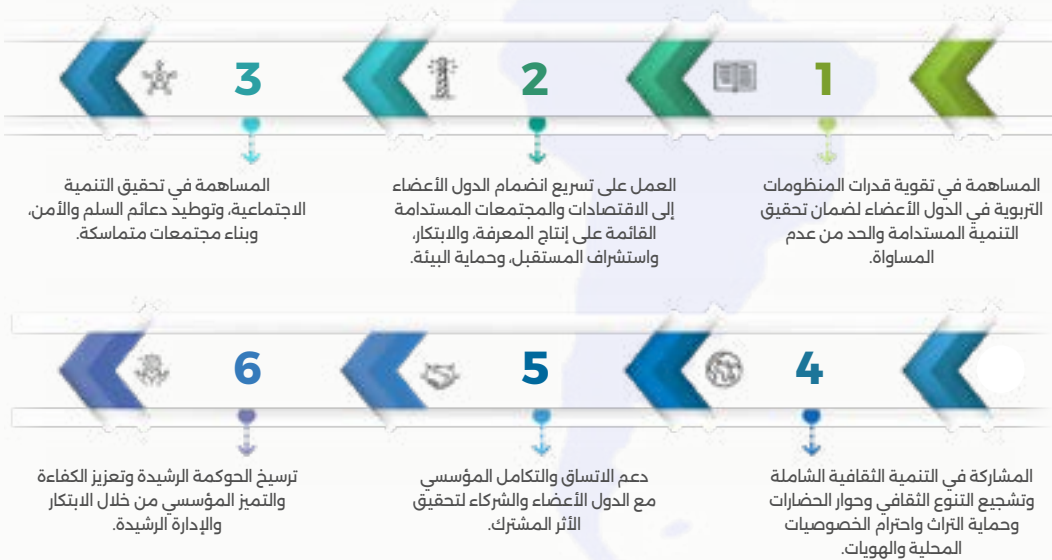 1
المساهمة في تقوية قدرات المنظومات
التربوية في الدول الأعضاء لضمان تحقيق
التنمية المستدامة والحد من عدم
المساواة.
2
العمل على تسريع انضمام الدول الأعضاء
إلى الاقتصادات والمجتمعات المستدامة
القائمة على إنتاج المعرفة، والابتكار،
واستشراف المستقبل، وحماية البيئة.
3
المساهمة في تحقيق التنمية
الاجتماعية، وتوطيد دعائم السلم والأمن،
وبناء مجتمعات متماسكة.
4
المشاركة في التنمية الثقافية الشاملة
وتشجيع التنوع الثقافي وحوار الحضارات
وحماية التراث واحترام الخصوصيات
المحلية والهويات.
5
دعم الاتساق والتكامل المؤسسي
مع الدول الأعضاء والشركاء لتحقيق
الأثر المشترك.
6
ترسيخ الحوكمة الرشيدة وتعزيز الكفاءة
والتميز المؤسسي من خلال الابتكار
والإدارة الرشيدة.